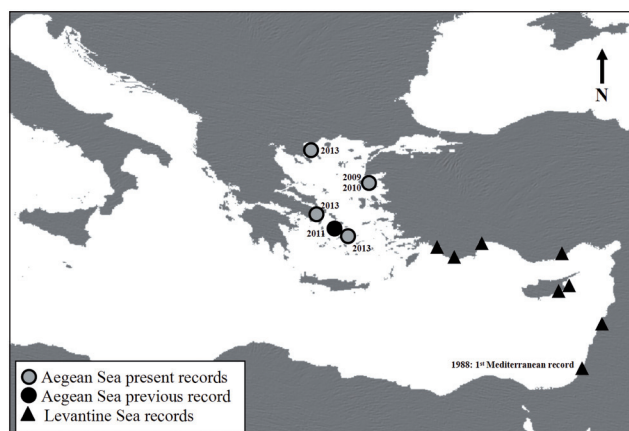 N
2013
2009
2010
2013
2011
2013
1988: 1st Mediterranean record
Aegean Sea present records
Aegean Sea previous record
Levantine Sea records